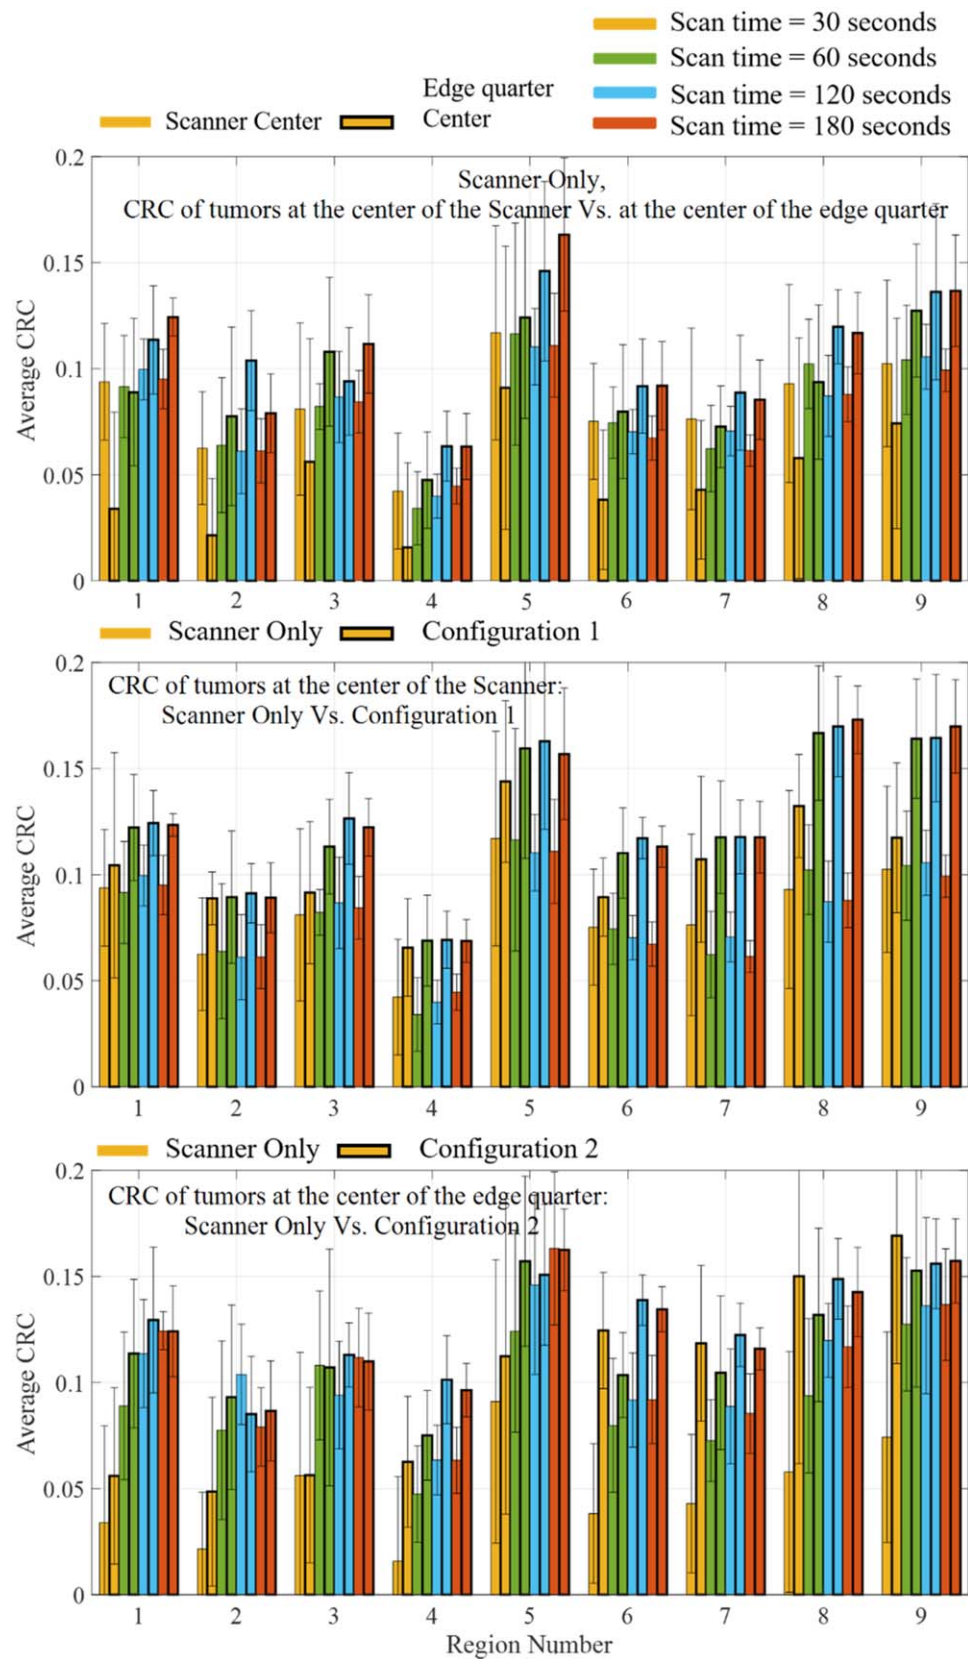 Scan time = 30 seconds
Scan time = 60 seconds
Scan time = 120 seconds
Scan time = 180 seconds
Scanner Center
Edge quarter
Center
Scanner Only,
CRC of tumors at the center of the Scanner Vs. at the center of the edge quarter
Average CRC
0.2
0.15
0.1
0.05
0
1 2 3 4 5 6 7 8 9
Scanner Only Configuration 1
CRC of tumors at the center of the Scanner:
Scanner Only Vs. Configuration 1
Average CRC
0.2
0.15
0.1
0.05
0
1 2 3 4 5 6 7 8 9
Scanner Only Configuration 2
CRC of tumors at the center of the edge quarter:
Scanner Only Vs. Configuration 2
Average CRC
0.2
0.15
0.1
0.05
0
1 2 3 4 5 6 7 8 9
Region Number